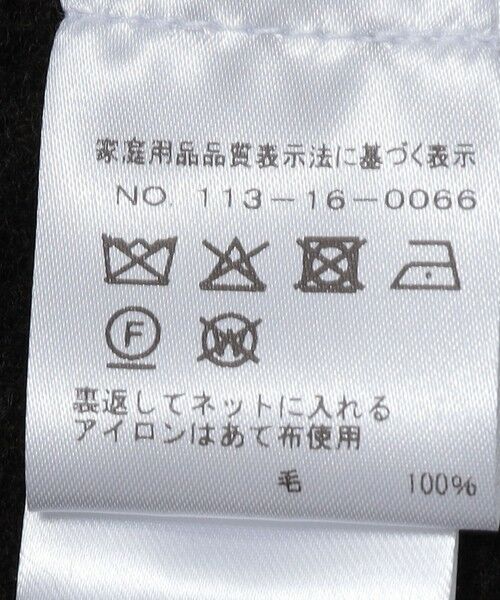 家庭用品品質表示法に基づく表示
NO. 113-16-0066
F
W
裏返してネットに入れる
アイロンはあて布使用
毛 100%